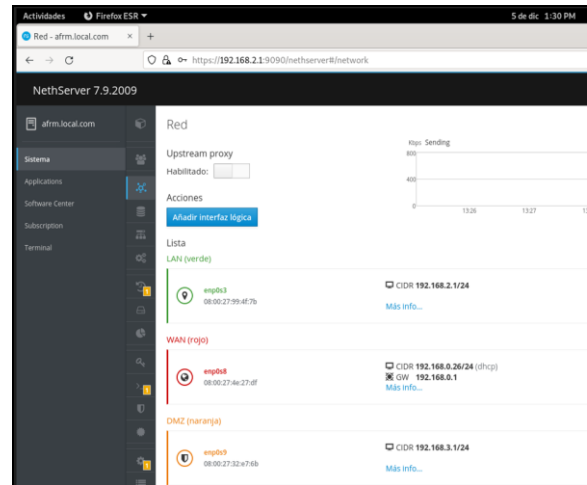 Actividades Firefox ESR 5 de dic 1:30 PM
Red - afrm.local.com × +
https://192.168.2.1:9090/nethserver#/network
NethServer 7.9.2009
afrm.local.com
Sistema
Applications
Software Center
Subscription
Terminal
1
1
1
Red
Upstream proxy
Habilitado:
Acciones
Añadir interfaz lógica
Lista
Kbps Sending
800
400
0
13:26 13:27
LAN (verde)
enp0s3
08:00:27:99:4f:7b
CIDR 192.168.2.1/24
Más info...
WAN (rojo)
enp0s8
08:00:27:4e:27:df
CIDR 192.168.0.26/24 (dhcp)
GW 192.168.0.1
Más info...
DMZ (naranja)
enp0s9
08:00:27:32:e7:6b
CIDR 192.168.3.1/24
Más info...